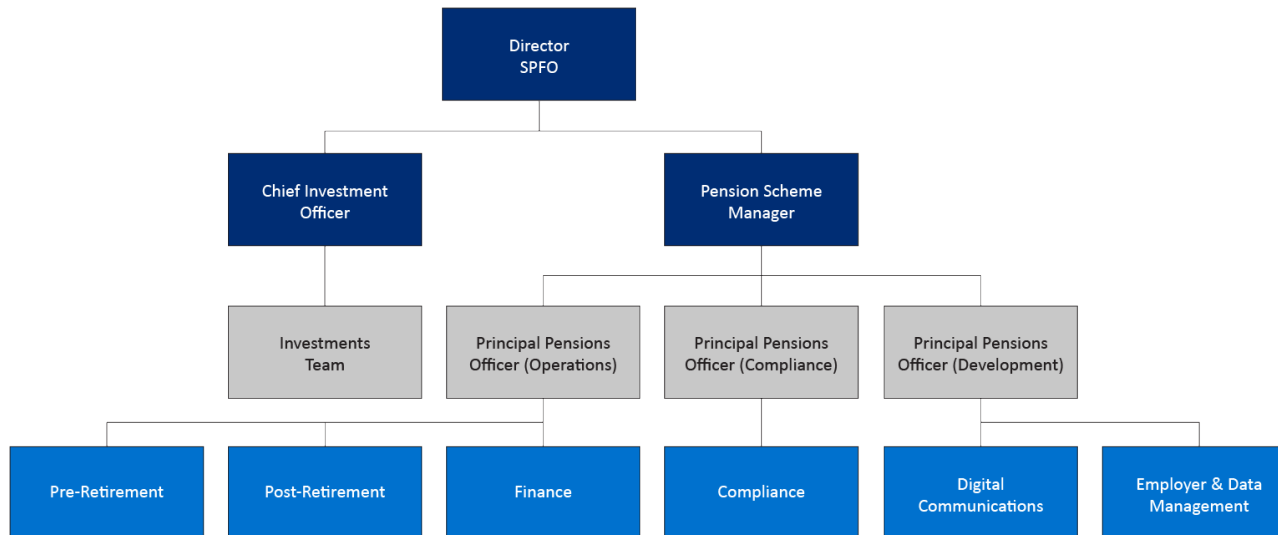 Director
SPFO
Chief Investment
Officer
Pension Scheme
Manager
Investments
Team
Principal Pensions
Officer (Operations)
Principal Pensions
Officer (Compliance)
Principal Pensions
Officer (Development)
Pre-Retirement
Post-Retirement
Finance
Compliance
Digital
Communications
Employer & Data
Management